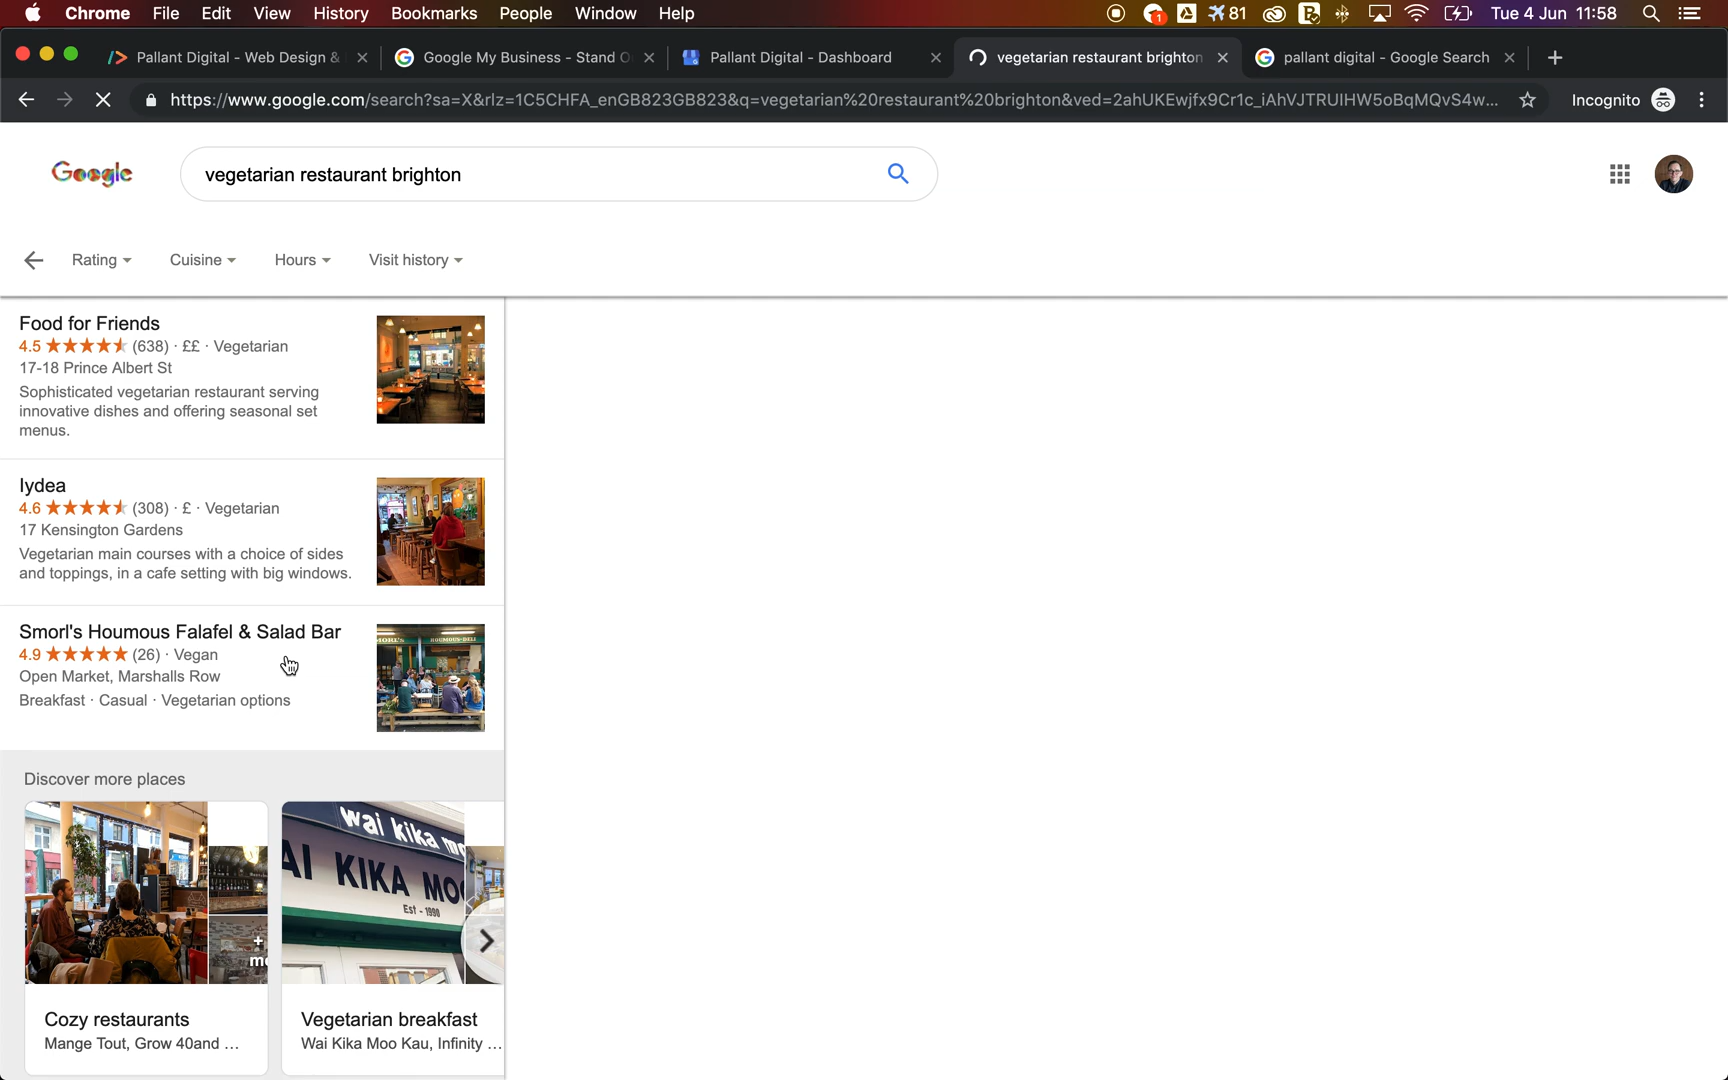 Chrome File Edit View History Bookmarks People Window Help 1 81 Tue 4 Jun 11:58
Pallant Digital - Web Design &
Google My Business - Stand O
Pallant Digital - Dashboard
vegetarian restaurant brighton
pallant digital - Google Search
https://www.google.com/search?sa=X&rlz=1C5CHFA_enGB823GB823&q=vegetarian%20restaurant%20brighton&ved=2ahUKEwjfx9Cr1c_iAhVJTRUIHW5oBqMQvS4w...
Incognito
Google
vegetarian restaurant brighton
Rating Cuisine Hours Visit history
Food for Friends
4.5 (638) · ££ · Vegetarian
17-18 Prince Albert St
Sophisticated vegetarian restaurant serving
innovative dishes and offering seasonal set
menus.
Iydea
4.6 (308) · £ · Vegetarian
17 Kensington Gardens
Vegetarian main courses with a choice of sides
and toppings, in a cafe setting with big windows.
Smorl's Houmous Falafel & Salad Bar
4.9 (26) · Vegan
Open Market, Marshalls Row
Breakfast · Casual · Vegetarian options
Discover more places
wai kika m
AI KIKA MO
Est - 1990
+
Cozy restaurants
Mange Tout, Grow 40and ...
Vegetarian breakfast
Wai Kika Moo Kau, Infinity ...